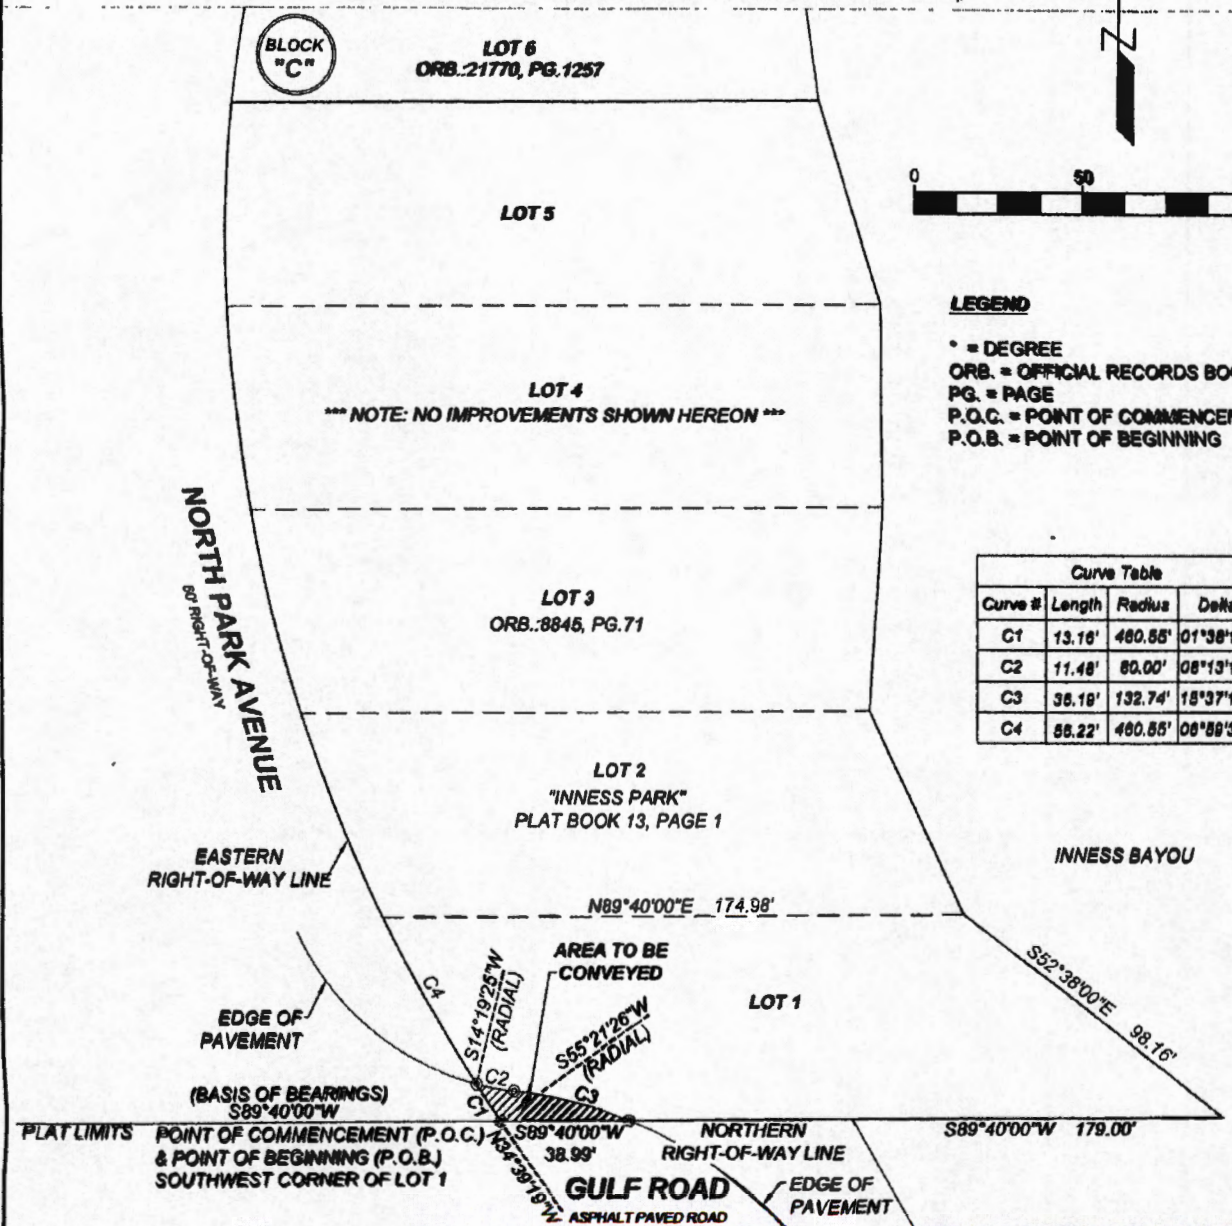 BLOCK
"C"
LOT 6
ORB.:21770, PG.1257
N
0 50
LOT 5
LEGEND
° = DEGREE
ORB. = OFFICIAL RECORDS
PG. = PAGE
P.O.C. = POINT OF
P.O.B. = POINT OF BEGINNING
LOT 4
*** NOTE: NO IMPROVEMENTS SHOWN HEREON ***
NORTH PARK AVENUE
60' RIGHT-OF-WAY
LOT 3
ORB.:8845, PG.71
Curve Table
Curve # Length Radius
C1 13.16' 460.55'
C2 11.48' 80.00'
C3 36.19' 132.74'
C4 56.22' 460.55'
LOT 2
"INNESS PARK"
PLAT BOOK 13, PAGE 1
EASTERN
RIGHT-OF-WAY LINE
INNESS BAYOU
N89°40'00"E 174.98'
AREA TO BE
CONVEYED
LOT 1
S52°38'00"E 98.16'
C4
S14°19'28"W
(RADIAL)
S55°21'26"W
(RADIAL)
EDGE OF
PAVEMENT
C2
C3
C1
(BASIS OF BEARINGS)
S89°40'00"W
PLAT LIMITS
POINT OF COMMENCEMENT (P.O.C.)
& POINT OF BEGINNING (P.O.B.)
SOUTHWEST CORNER OF LOT 1
S89°40'00"W
38.99'
NORTHERN
RIGHT-OF-WAY LINE
S89°40'00"W 179.00'
N34°39'19"W
GULF ROAD
ASPHALT PAVED ROAD
EDGE OF
PAVEMENT